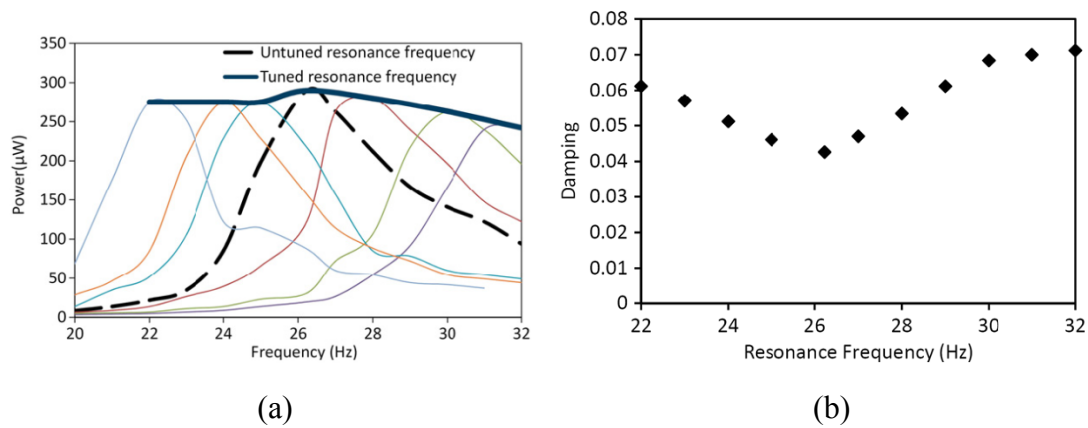 350
300
250
200
150
100
50
0
Power(µW)
Untuned resonance frequency
Tuned resonance frequency
20 22 24 26 28 30 32
Frequency (Hz)
(a)
0.08
0.07
0.06
0.05
0.04
0.03
0.02
0.01
0
Damping
22 24 26 28 30 32
Resonance Frequency (Hz)
(b)